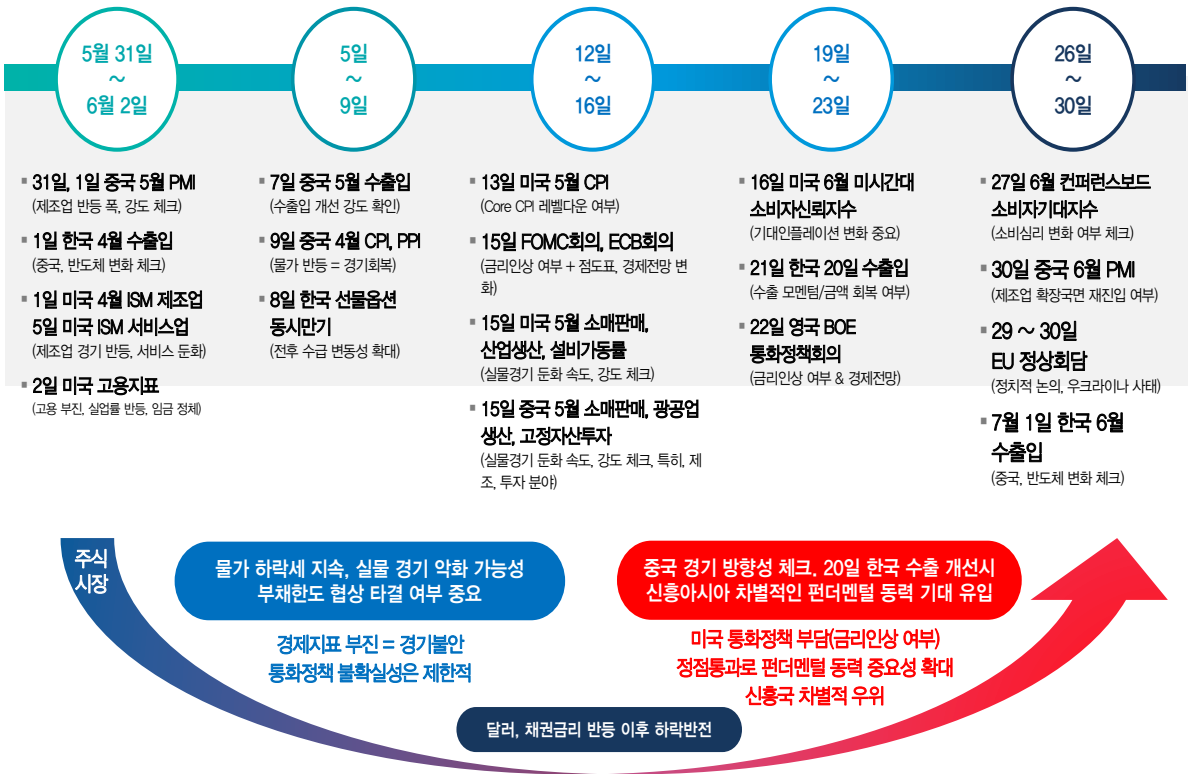 5월 31일
~
6월 2일
5일
~
9일
12일
~
16일
19일
~
23일
26일
~
30일
31일, 1일 중국 5월 PMI
(제조업 반등 폭, 강도 체크)
1일 한국 4월 수출입
(중국, 반도체 변화 체크)
1일 미국 4월 ISM 제조업
5일 미국 ISM 서비스업
(제조업 경기 반등, 서비스 둔화)
2일 미국 고용지표
(고용 부진, 실업률 반등, 임금 정체)
7일 중국 5월 수출입
(수출입 개선 강도 확인)
9일 중국 4월 CPI, PPI
(물가 반등 = 경기회복)
8일 한국 선물옵션
동시만기
(전후 수급 변동성 확대)
13일 미국 5월 CPI
(Core CPI 레벨다운 여부)
15일 FOMC회의, ECB회의
(금리인상 여부 + 점도표, 경제전망 변
화)
15일 미국 5월 소매판매,
산업생산, 설비가동률
(실물경기 둔화 속도, 강도 체크)
15일 중국 5월 소매판매, 광공업
생산, 고정자산투자
(실물경기 둔화 속도, 강도 체크, 특히, 제
조, 투자 분야)
16일 미국 6월 미시간대
소비자신뢰지수
(기대인플레이션 변화 중요)
21일 한국 20일 수출입
(수출 모멘텀/금액 회복 여부)
22일 영국 BOE
통화정책회의
(금리인상 여부 & 경제전망)
27일 6월 컨퍼런스보드
소비자기대지수
(소비심리 변화 여부 체크)
30일 중국 6월 PMI
(제조업 확장국면 재진입 여부)
29 ~ 30일
EU 정상회담
(정치적 논의, 우크라이나 사태)
7월 1일 한국 6월
수출입
(중국, 반도체 변화 체크)
주식
시장
물가 하락세 지속, 실물 경기 악화 가능성
부채한도 협상 타결 여부 중요
경제지표 부진 = 경기불안
통화정책 불확실성은 제한적
중국 경기 방향성 체크, 20일 한국 수출 개선시
신흥아시아 차별적인 펀더멘털 동력 기대 유입
미국 통화정책 부담(금리인상 여부)
정점통과로 펀더멘털 동력 중요성 확대
신흥국 차별적 우위
달러, 채권금리 반등 이후 하락반전